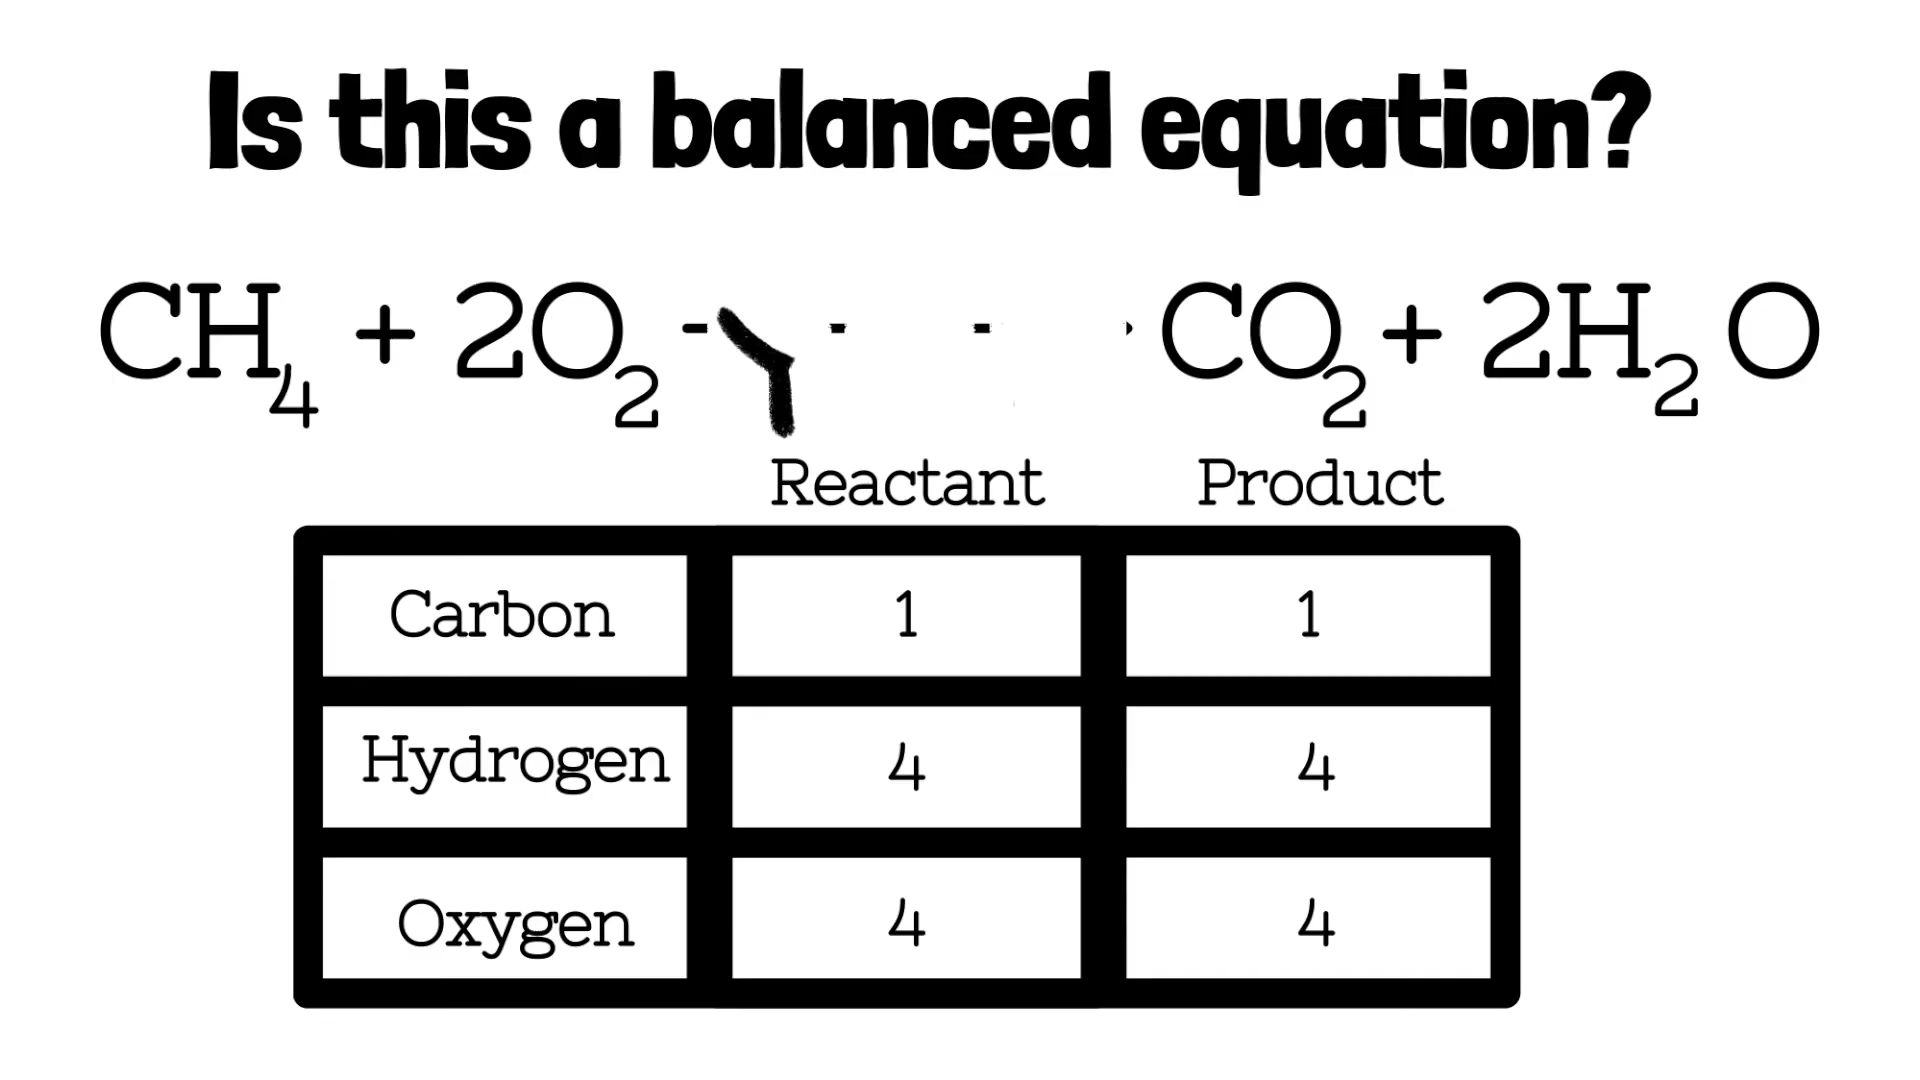 Is this a balanced equation?
CH₄ + 2O₂ → CO₂ + 2H₂O
Reactant Product
Carbon 1 1
Hydrogen 4 4
Oxygen 4 4